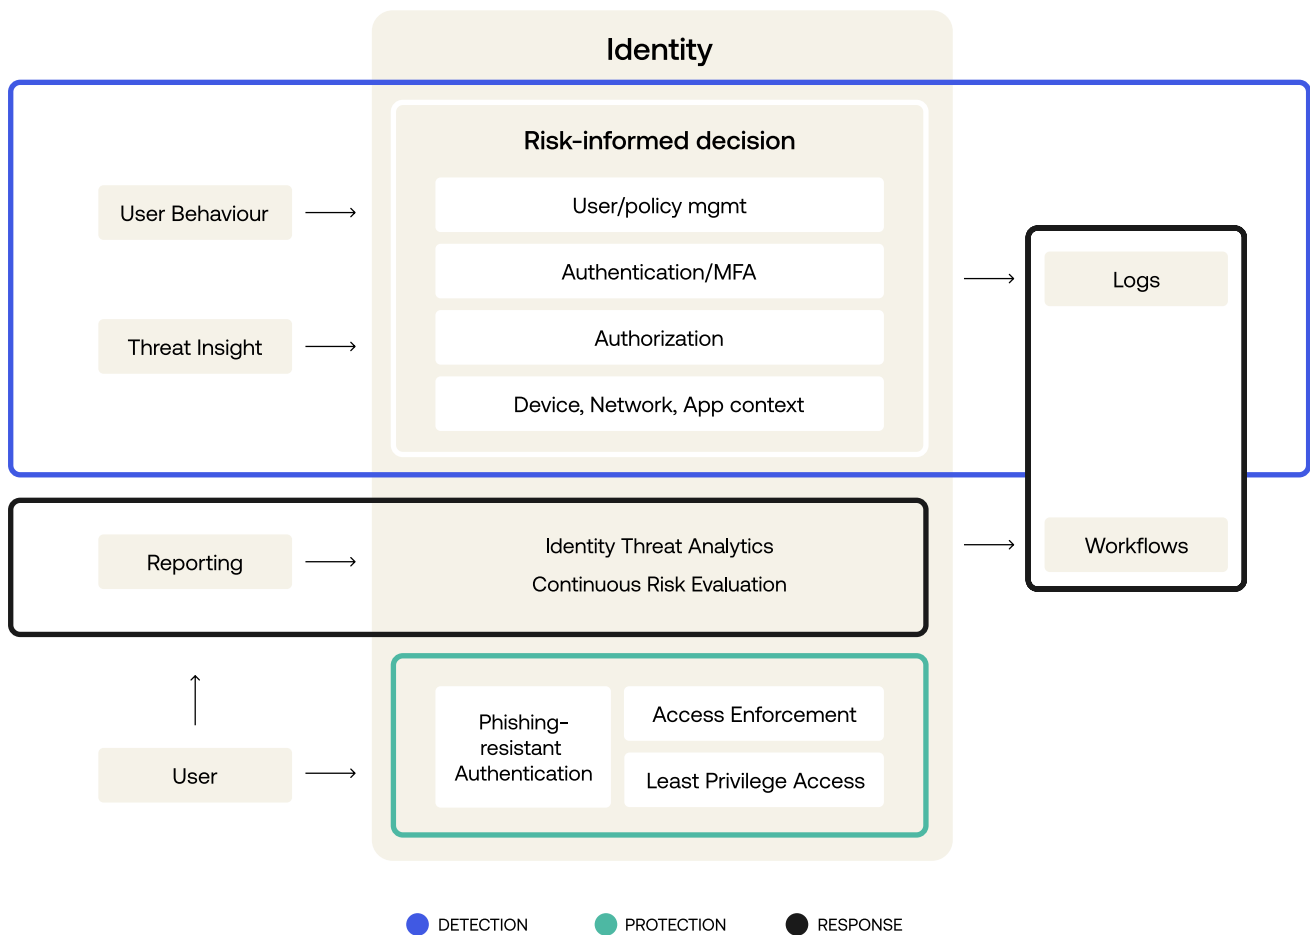 Identity
Risk-informed decision
User Behaviour
User/policy mgmt
Authentication/MFA
Logs
Threat Insight
Authorization
Device, Network, App context
Reporting
Identity Threat Analytics
Continuous Risk Evaluation
Workflows
User
Phishing-
resistant
Authentication
Access Enforcement
Least Privilege Access
DETECTION
PROTECTION
RESPONSE